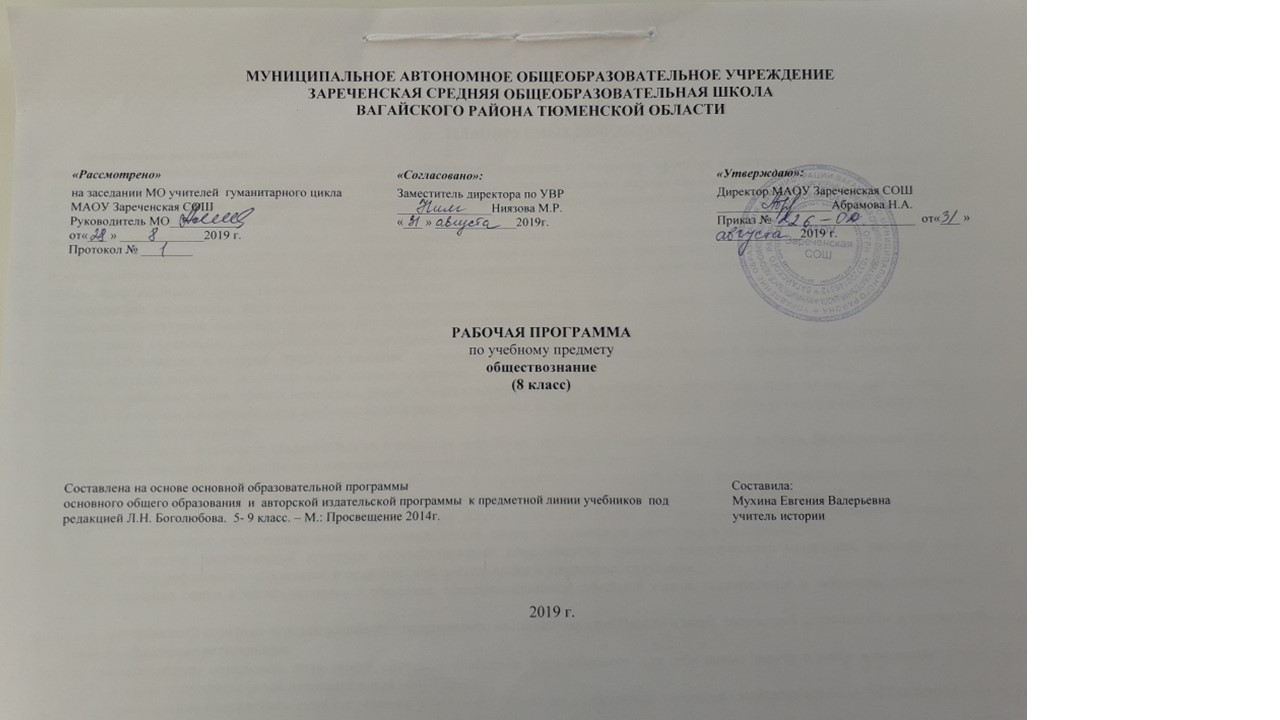 МУНИЦИПАЛЬНОЕ АВТОНОМНОЕ ОБЩЕОБРАЗОВАТЕЛЬНОЕ УЧРЕЖДЕНИЕ
ЗАРЕЧЕНСКАЯ СРЕДНЯЯ ОБЩЕОБРАЗОВАТЕЛЬНАЯ ШКОЛА
ВАГАЙСКОГО РАЙОНА ТЮМЕНСКОЙ ОБЛАСТИ
«Рассмотрено»
на заседании МО учителей гуманитарного цикла
МАОУ Зареченская СОШ
Руководитель МО
от« 28 » 8 2019 г.
Протокол № 1
«Согласовано»:
Заместитель директора по УВР
Ниязова М.Р.
« 31 » августа 2019г.
«Утверждаю»:
Директор МАОУ Зареченская СОШ
Абрамова Н.А.
Приказ № 226-ОД от« 31 »
августа 2019 г.
Зареченская
СОШ
РАБОЧАЯ ПРОГРАММА
по учебному предмету
обществознание
(8 класс)
Составлена на основе основной образовательной программы
основного общего образования и авторской издательской программы к предметной линии учебников под
редакцией Л.Н. Боголюбова. 5- 9 класс. – М.: Просвещение 2014г.
Составила:
Мухина Евгения Валерьевна
учитель истории
2019 г.